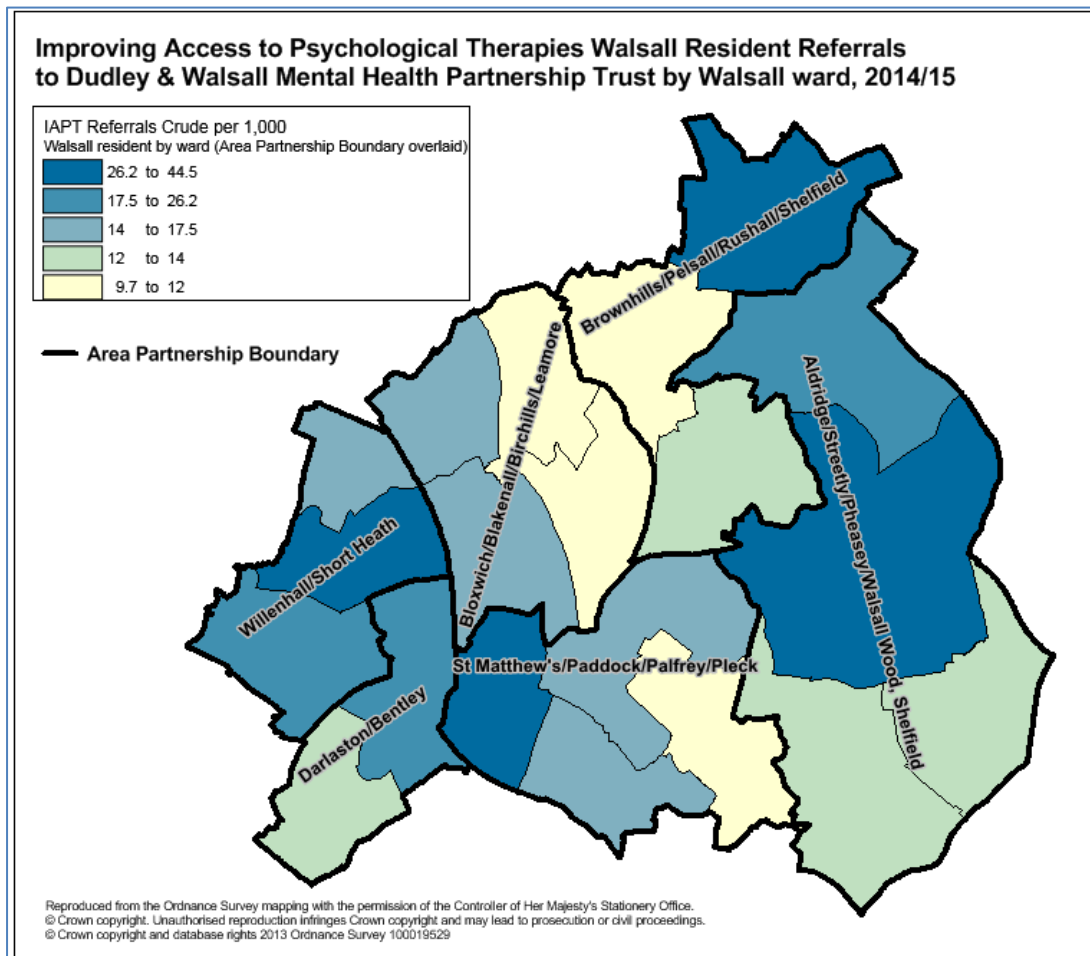 Improving Access to Psychological Therapies Walsall Resident Referrals
to Dudley & Walsall Mental Health Partnership Trust by Walsall ward, 2014/15
IAPT Referrals Crude per 1,000
Walsall resident by ward (Area Partnership Boundary overlaid)
26.2 to 44.5
17.5 to 26.2
14 to 17.5
12 to 14
9.7 to 12
Area Partnership Boundary
Brownhills/Pelsall/Rushall/Shelfield
Aldridge/Streetly/Pheasey/Walsall Wood, Shelfield
Bloxwich/Blakenall/Birchills/Leamore
Willenhall/Short Heath
St Matthew's/Paddock/Palfrey/Pleck
Darlaston/Bentley
Reproduced from the Ordnance Survey mapping with the permission of the Controller of Her Majesty's Stationery Office.
© Crown copyright. Unauthorised reproduction infringes Crown copyright and may lead to prosecution or civil proceedings.
© Crown copyright and database rights 2013 Ordnance Survey 100019529